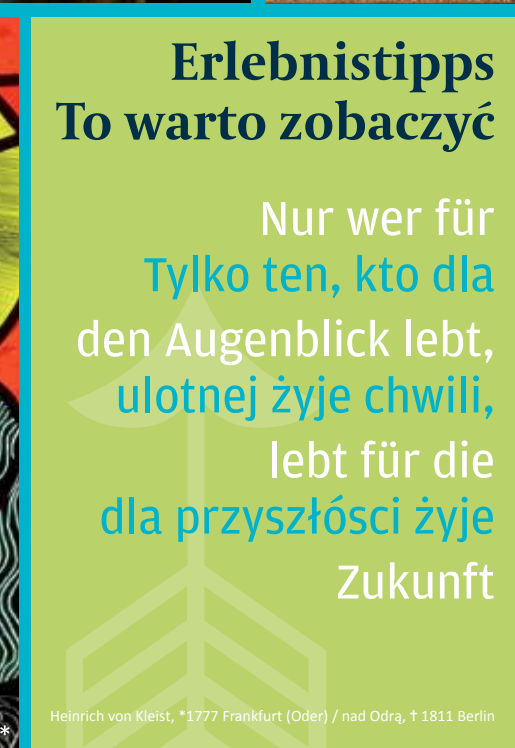 Erlebnistipps
To warto zobaczyć
Nur wer für
Tylko ten, kto dla
den Augenblick lebt,
ulotnej żyje chwili,
lebt für die
dla przyszłósci żyje
Zukunft
Heinrich von Kleist, *1777 Frankfurt (Oder) / nad Odrą, † 1811 Berlin
*